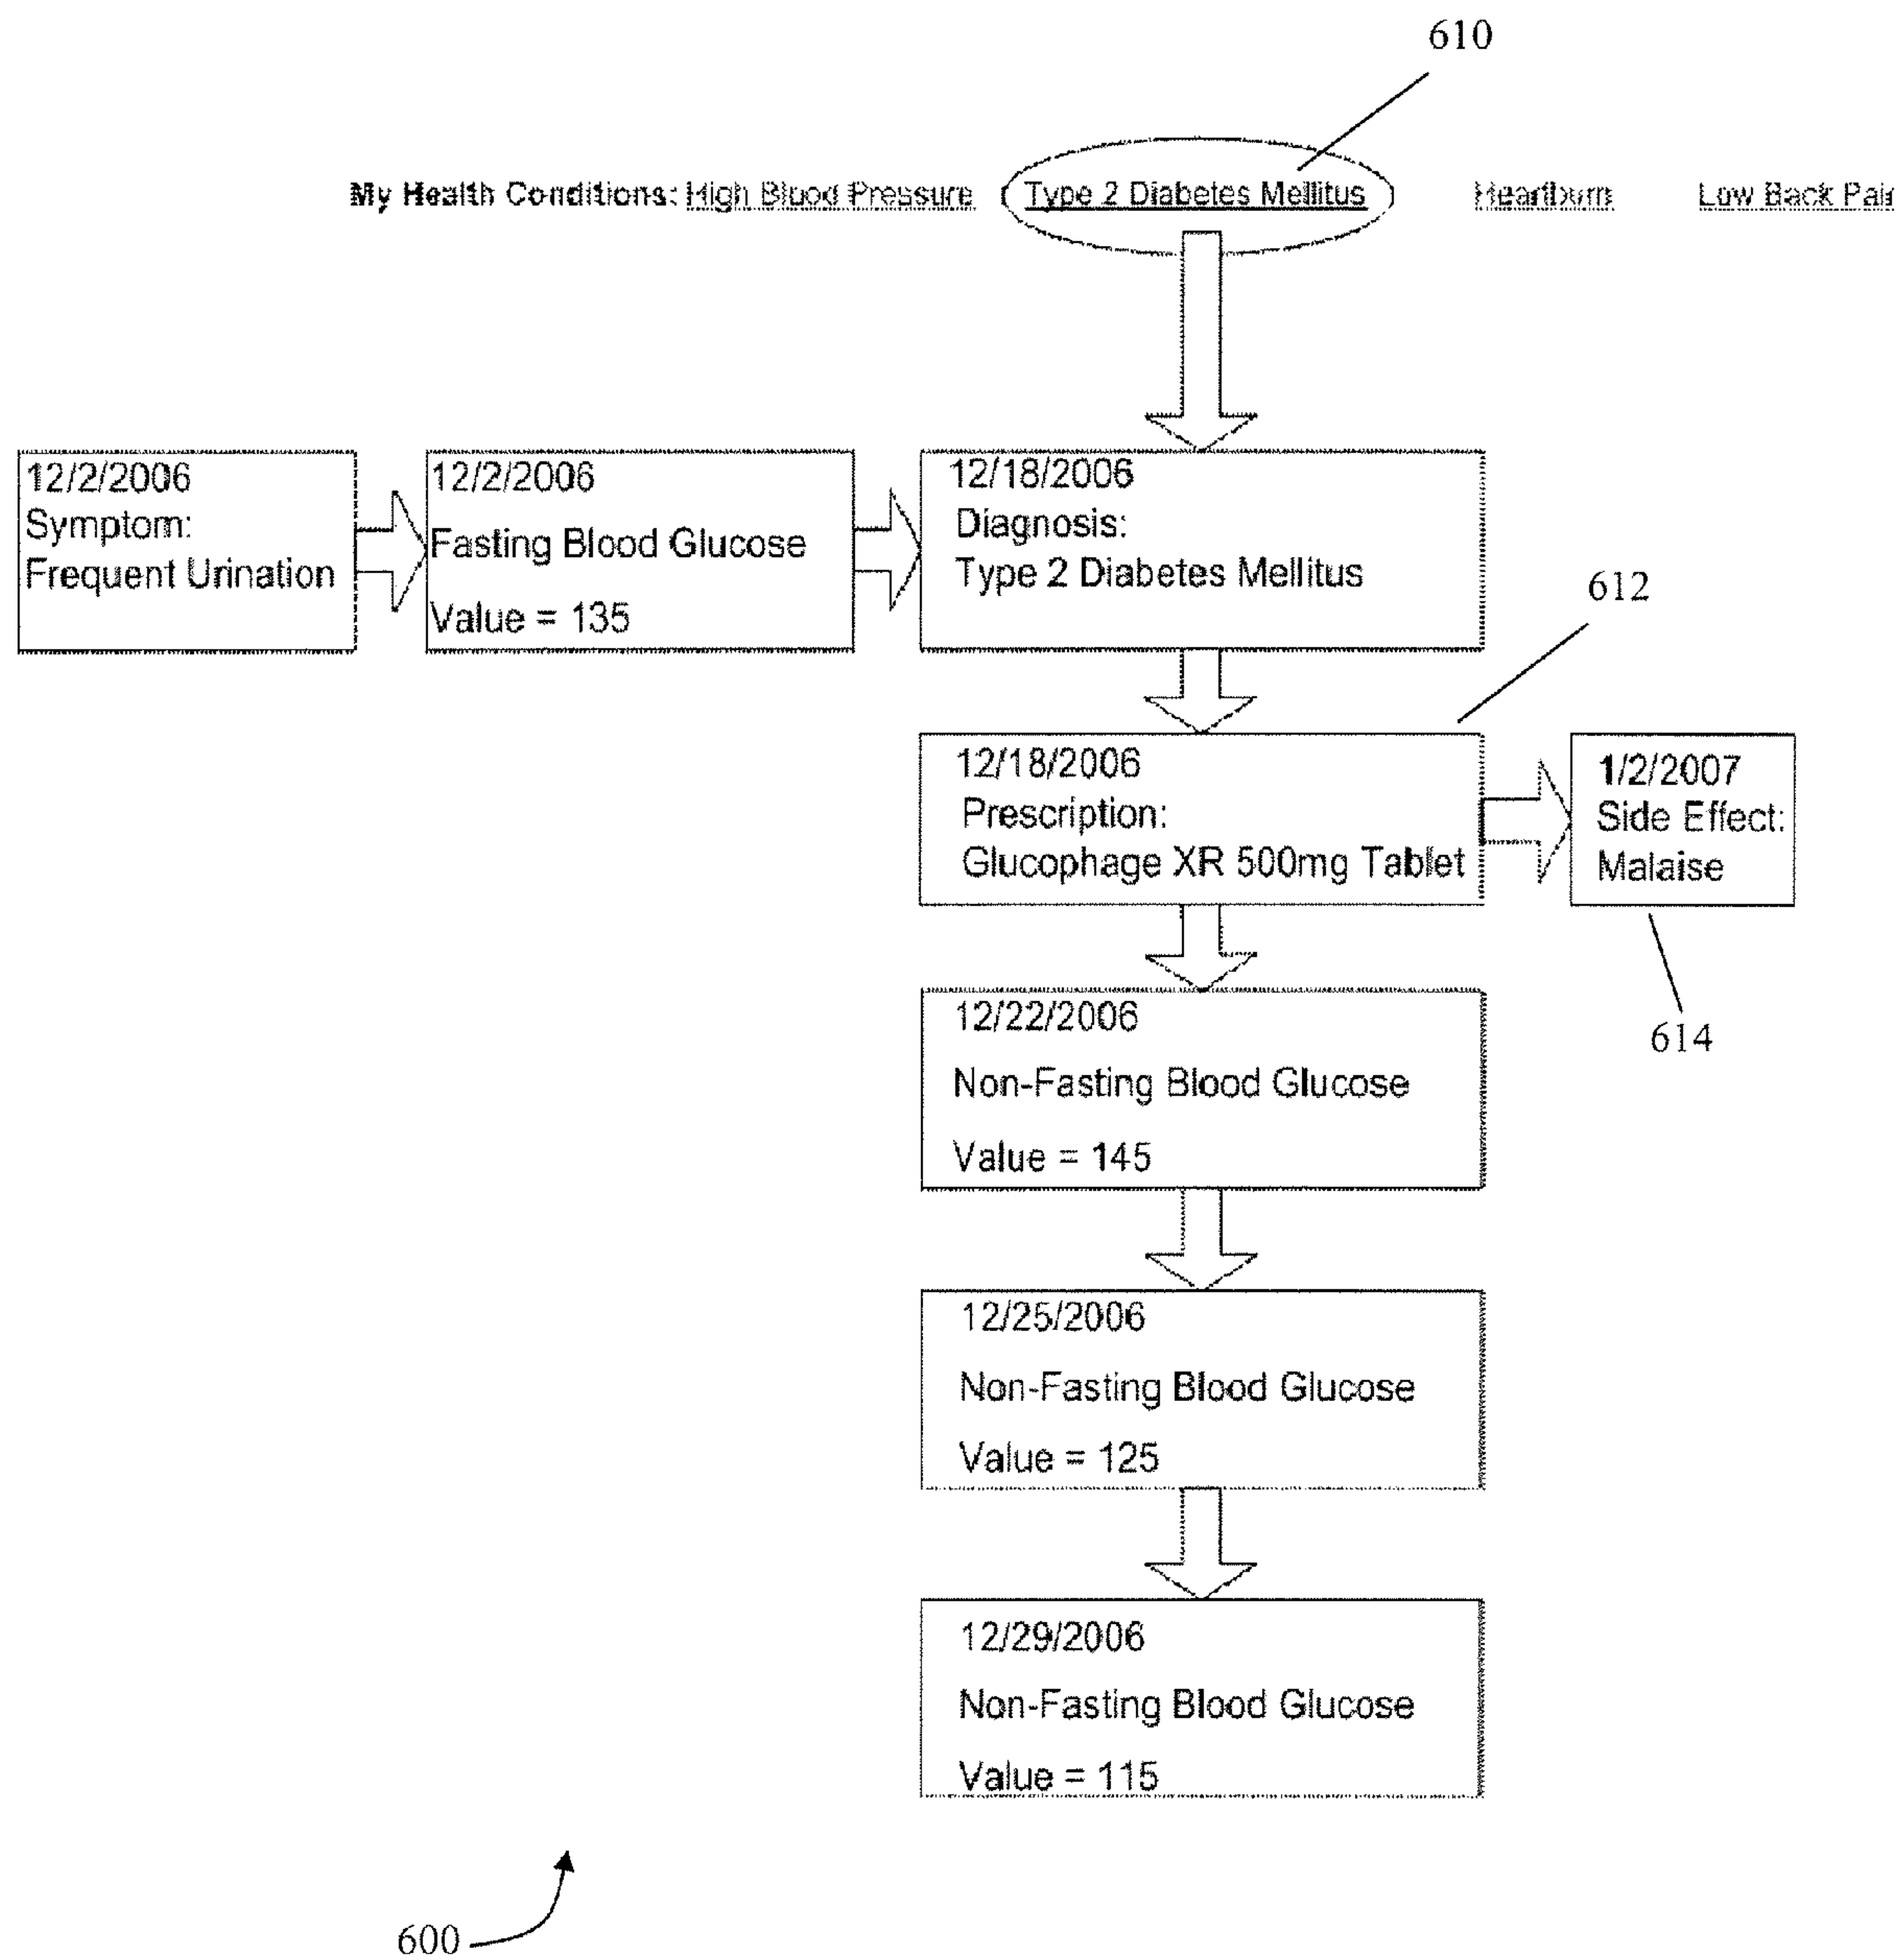 610
My Health Conditions: High Blood Pressure Type 2 Diabetes Mellitus Heartburn Low Back Pain
12/2/2006
Symptom:
Frequent Urination
12/2/2006
Fasting Blood Glucose
Value = 135
12/18/2006
Diagnosis:
Type 2 Diabetes Mellitus
612
12/18/2006
Prescription:
Glucophage XR 500mg Tablet
1/2/2007
Side Effect:
Malaise
614
12/22/2006
Non-Fasting Blood Glucose
Value = 145
12/25/2006
Non-Fasting Blood Glucose
Value = 125
12/29/2006
Non-Fasting Blood Glucose
Value = 115
600